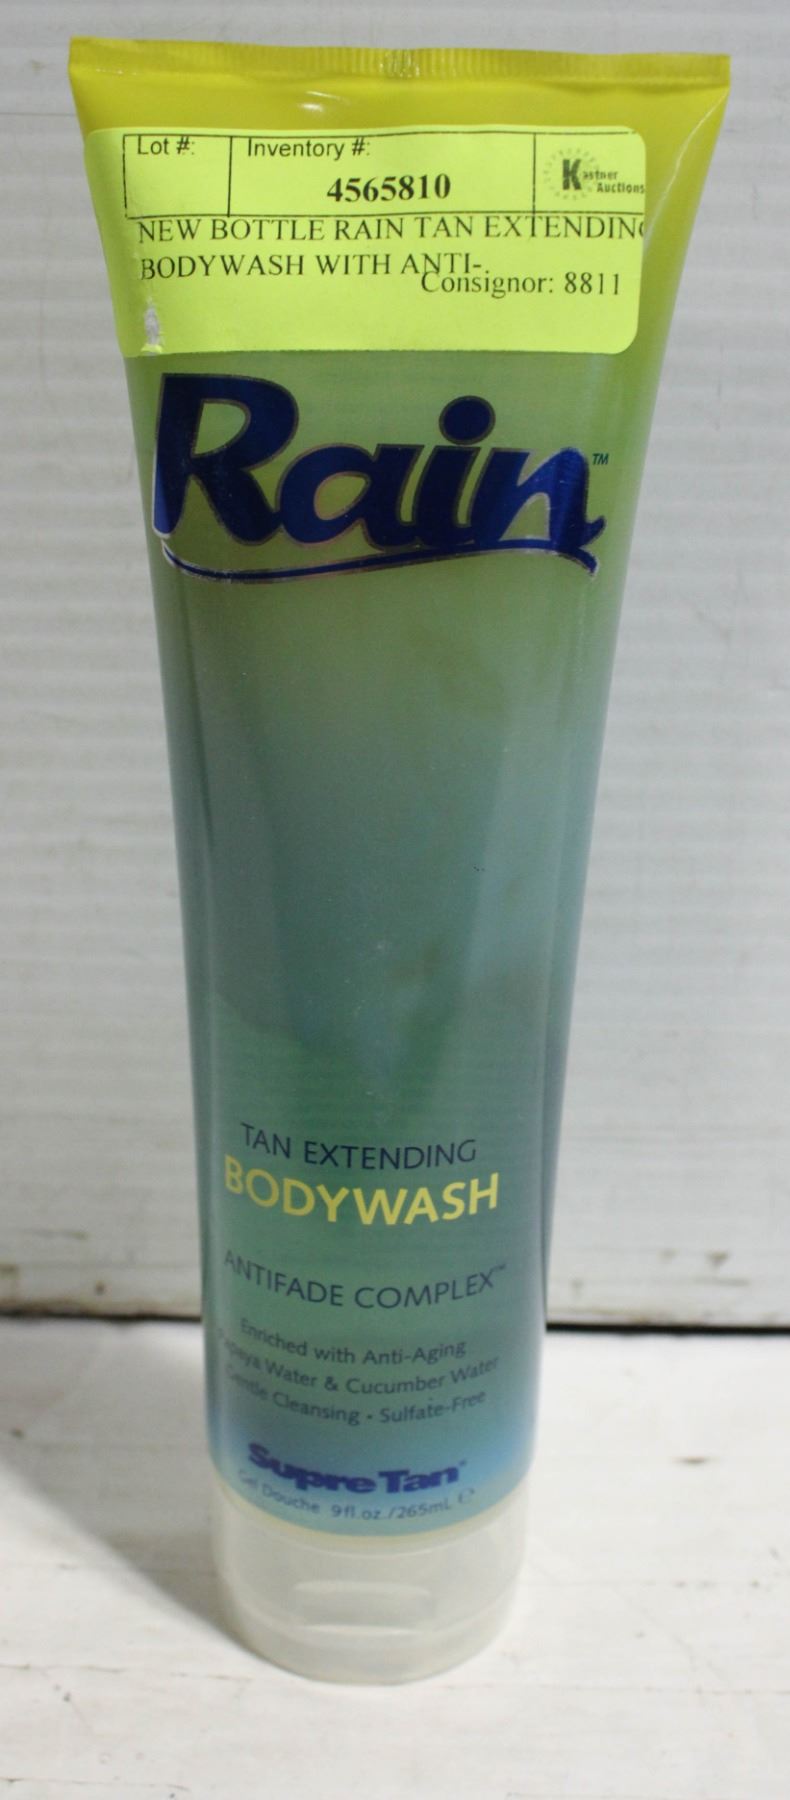 Lot #:
Inventory #:
4565810
Kastner
Auctions
NEW BOTTLE RAIN TAN EXTENDING
BODYWASH WITH ANTI-
Consignor: 8811
Rain™
TAN EXTENDING
BODYWASH
ANTIFADE COMPLEX™
Enriched with Anti-Aging
Papaya Water & Cucumber Water
Gentle Cleansing • Sulfate-Free
Supre Tan®
Gel Douche 9fl.oz./265mL ℮